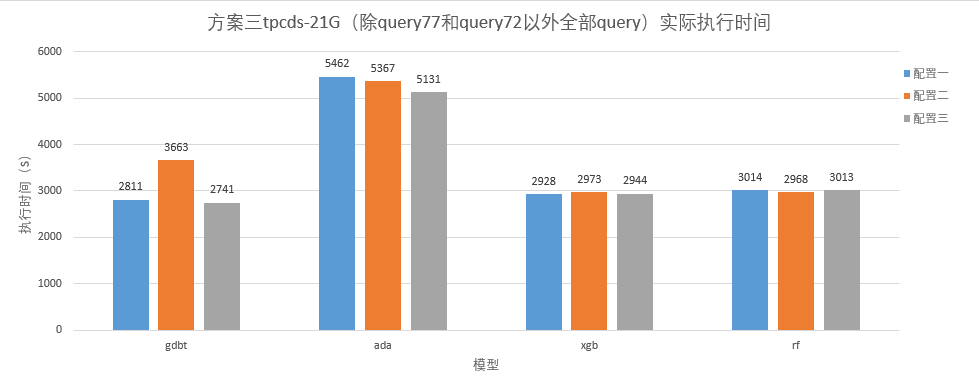 方案三tpcds-21G（除query77和query72以外全部query）实际执行时间
6000
5000
4000
3000
2000
1000
0
执行时间（s）
2811
3663
2741
5462
5367
5131
2928
2973
2944
3014
2968
3013
gdbt
ada
xgb
rf
模型
配置一
配置二
配置三